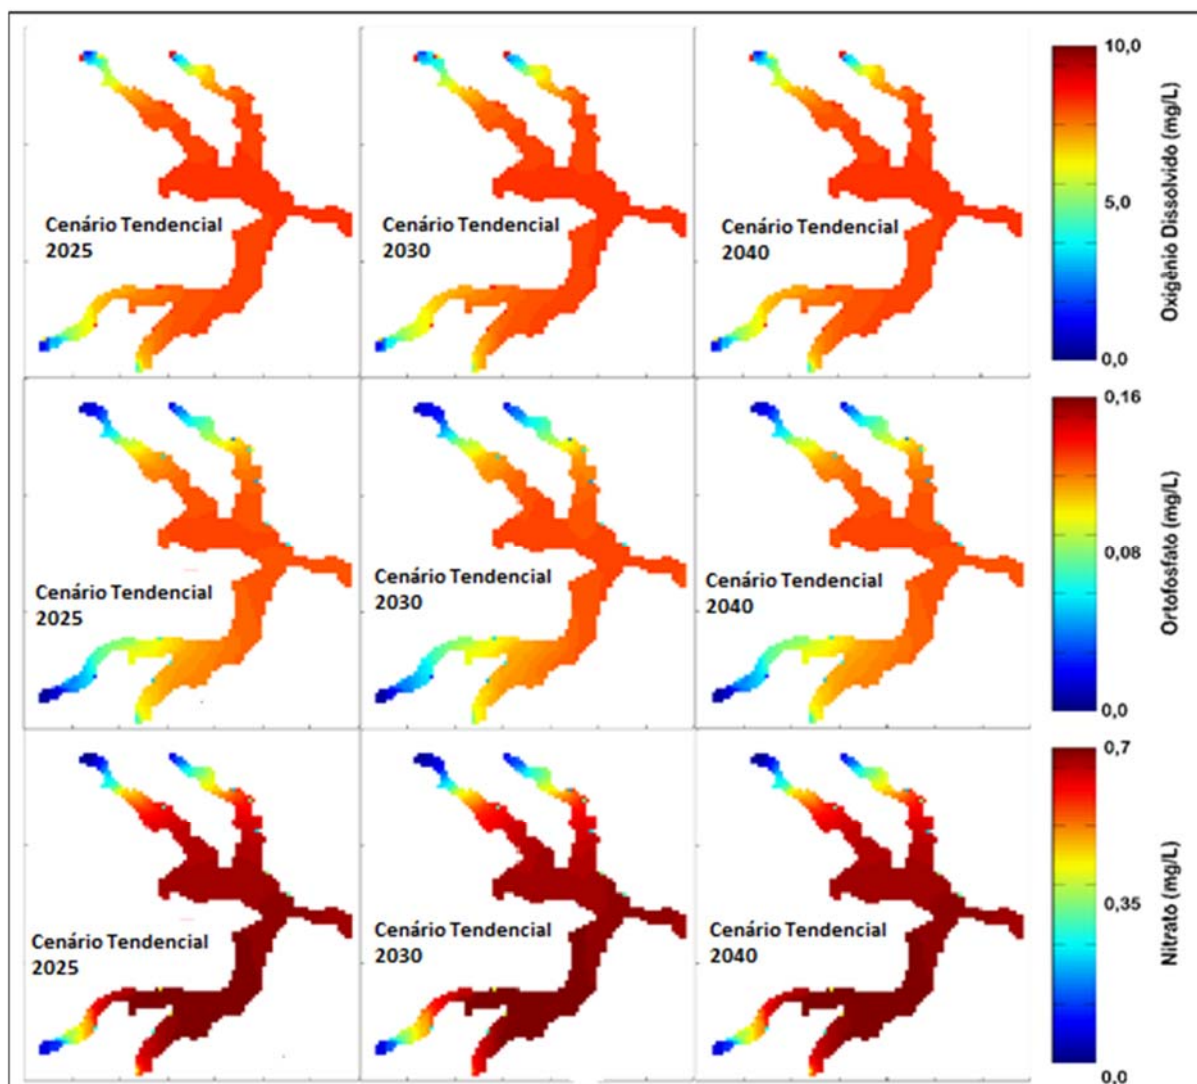 Cenário Tendencial
2025
Cenário Tendencial
2030
Cenário Tendencial
2040
10,0
5,0
0,0
Oxigênio Dissolvido (mg/L)
Cenário Tendencial
2025
Cenário Tendencial
2030
Cenário Tendencial
2040
0,16
0,08
0,0
Ortofosfato (mg/L)
Cenário Tendencial
2025
Cenário Tendencial
2030
Cenário Tendencial
2040
0,7
0,35
0,0
Nitrato (mg/L)